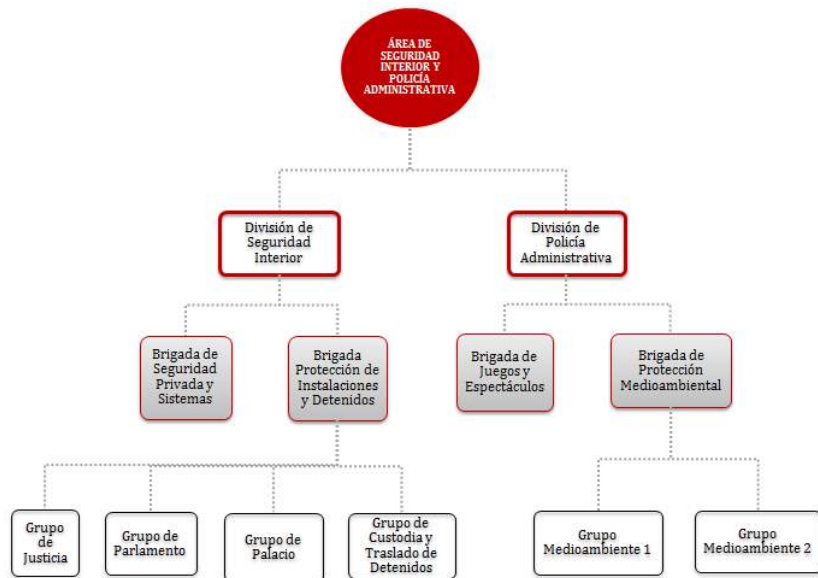 ÁREA DE
SEGURIDAD
INTERIOR Y
POLICÍA
ADMINISTRATIVA
División de
Seguridad
Interior
División de
Policía
Administrativa
Brigada de
Seguridad
Privada y
Sistemas
Brigada
Protección de
Instalaciones
y Detenidos
Brigada de
Juegos y
Espectáculos
Brigada de
Protección
Medioambiental
Grupo
de
Justicia
Grupo de
Parlamento
Grupo de
Palacio
Grupo de
Custodia y
Traslado de
Detenidos
Grupo
Medioambiente 1
Grupo
Medioambiente 2